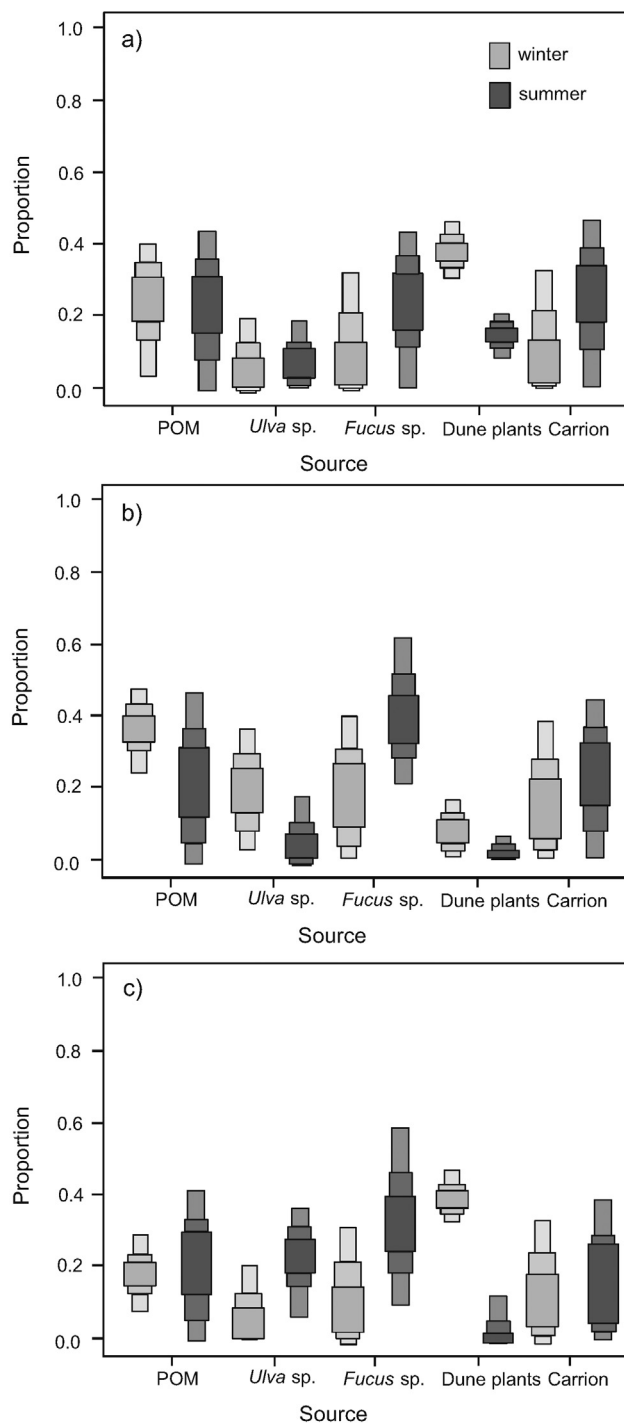 a)
winter
summer
1.0
0.8
0.6
0.4
0.2
0.0
Proportion
POM Ulva sp. Fucus sp. Dune plants Carrion
Source
b)
1.0
0.8
0.6
0.4
0.2
0.0
Proportion
POM Ulva sp. Fucus sp. Dune plants Carrion
Source
c)
1.0
0.8
0.6
0.4
0.2
0.0
Proportion
POM Ulva sp. Fucus sp. Dune plants Carrion
Source